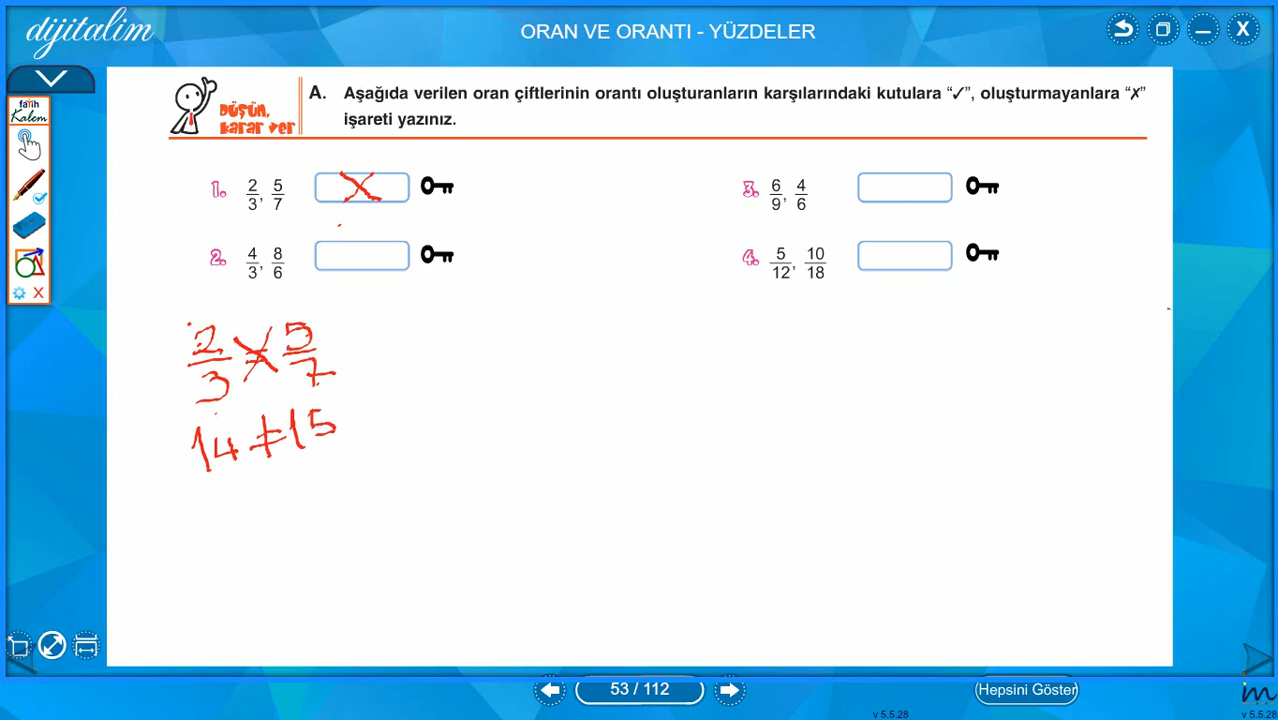 dijitalim
ORAN VE ORANTI - YÜZDELER
X
fatih
Kalem
X
DÜŞÜN,
karar ver
A. Aşağıda verilen oran çiftlerinin orantı oluşturanların karşılarındaki kutulara “✓”, oluşturmayanlara “✗”
işareti yazınız.
1. 2/3, 5/7 X
2. 4/3, 8/6
3. 6/9, 4/6
4. 5/12, 10/18
2/3 = 5/7
14 ≠ 15
53 / 112
Hepsini Göster
v 5.5.28
im
v 5.5.28